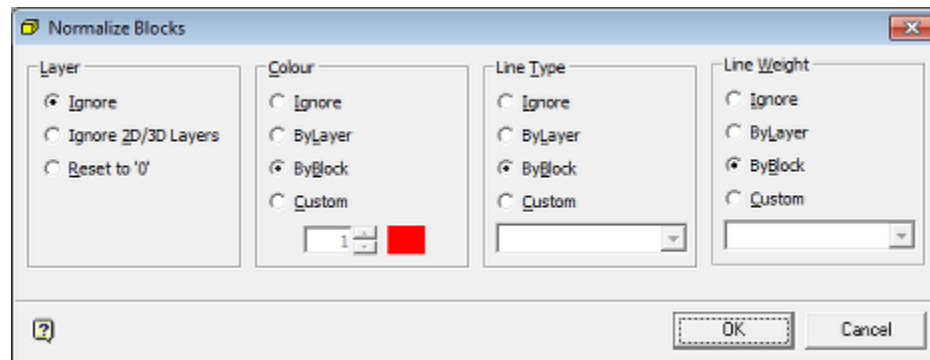 Normalize Blocks
Layer
Ignore
Ignore 2D/3D Layers
Reset to '0'
Colour
Ignore
ByLayer
ByBlock
Custom
1
Line Type
Ignore
ByLayer
ByBlock
Custom
Line Weight
Ignore
ByLayer
ByBlock
Custom
?
OK
Cancel